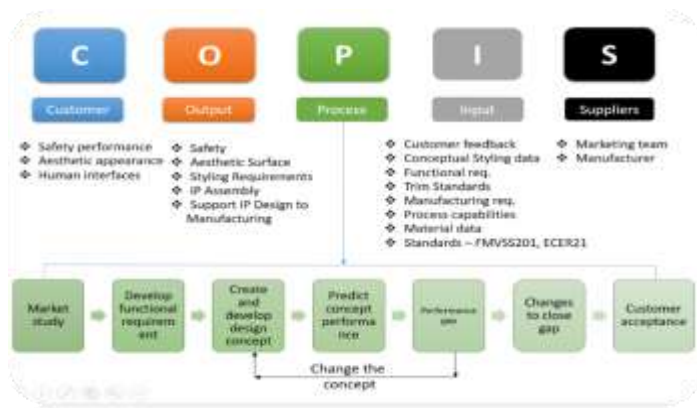 C O P I S
Customer Output Process Input Suppliers
❖ Safety performance
❖ Aesthetic appearance
❖ Human interfaces
❖ Safety
❖ Aesthetic Surface
❖ Styling Requirements
❖ IP Assembly
❖ Support IP Design to
Manufacturing
❖ Customer feedback
❖ Conceptual Styling data
❖ Functional req.
❖ Trim Standards
❖ Manufacturing req.
❖ Process capabilities
❖ Material data
❖ Standards – FMVSS201, ECER21
❖ Marketing team
❖ Manufacturer
Market
study
Develop
functional
requirem
ent
Create
and
develop
design
concept
Predict
concept
performa
nce
Performance
gap
Changes
to close
gap
Customer
acceptance
Change the
concept